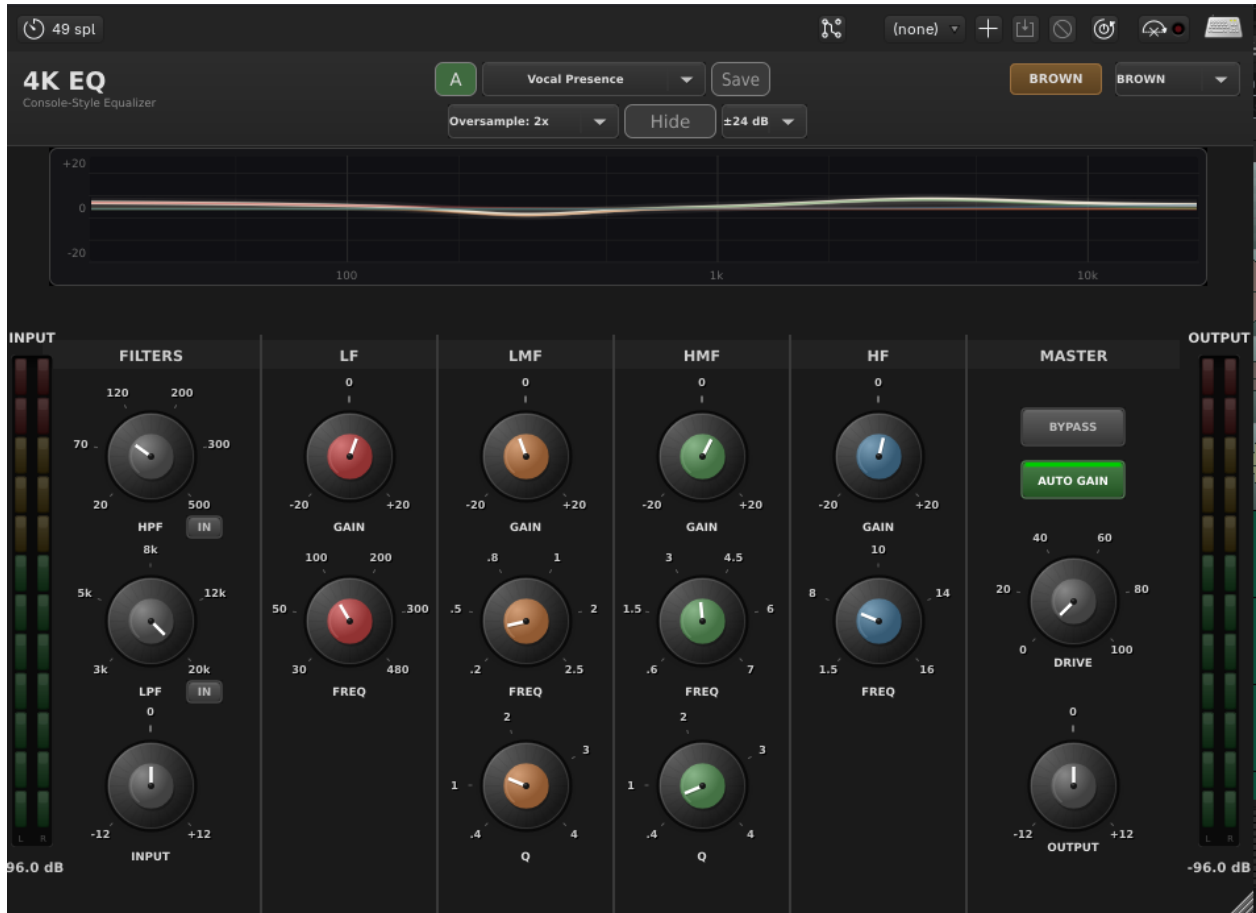 49 spl
(none)
4K EQ
Console-Style Equalizer
A
Vocal Presence
Save
BROWN
BROWN
Oversample: 2x
Hide
±24 dB
+20
0
-20
100
1k
10k
INPUT
OUTPUT
FILTERS
LF
LMF
HMF
HF
MASTER
120
200
70
300
20
500
HPF
IN
8k
5k
12k
3k
20k
LPF
IN
0
-12
+12
INPUT
0
-20
+20
GAIN
100
200
50
300
30
480
FREQ
0
-20
+20
GAIN
.8
1
.5
2
.2
2.5
FREQ
2
3
1
.4
4
Q
0
-20
+20
GAIN
3
4.5
1.5
6
.6
7
FREQ
2
3
1
.4
4
Q
0
-20
+20
GAIN
10
8
14
1.5
16
FREQ
BYPASS
AUTO GAIN
40
60
20
80
0
100
DRIVE
0
-12
+12
OUTPUT
L R
96.0 dB
L R
-96.0 dB